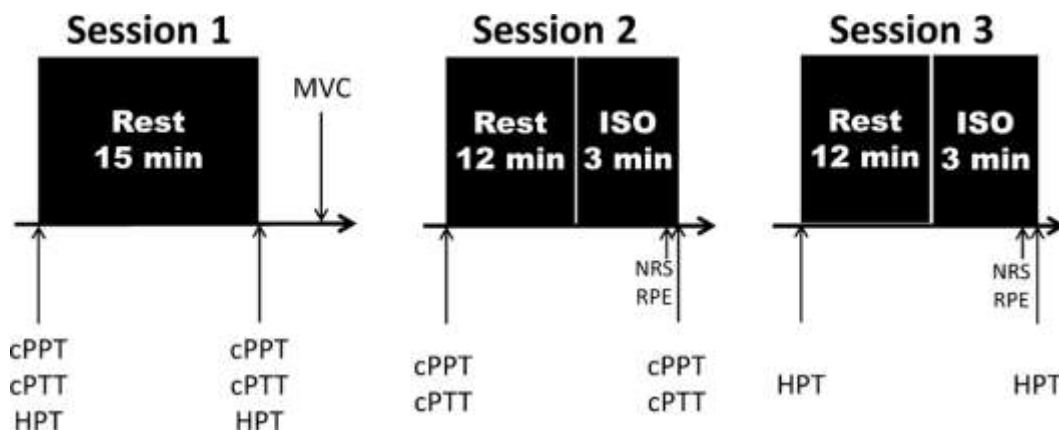 Session 1
MVC
Rest
15 min
cPPT
cPTT
HPT
cPPT
cPTT
HPT
Session 2
Rest
12 min
ISO
3 min
NRS
RPE
cPPT
cPTT
cPPT
cPTT
Session 3
Rest
12 min
ISO
3 min
NRS
RPE
HPT
HPT